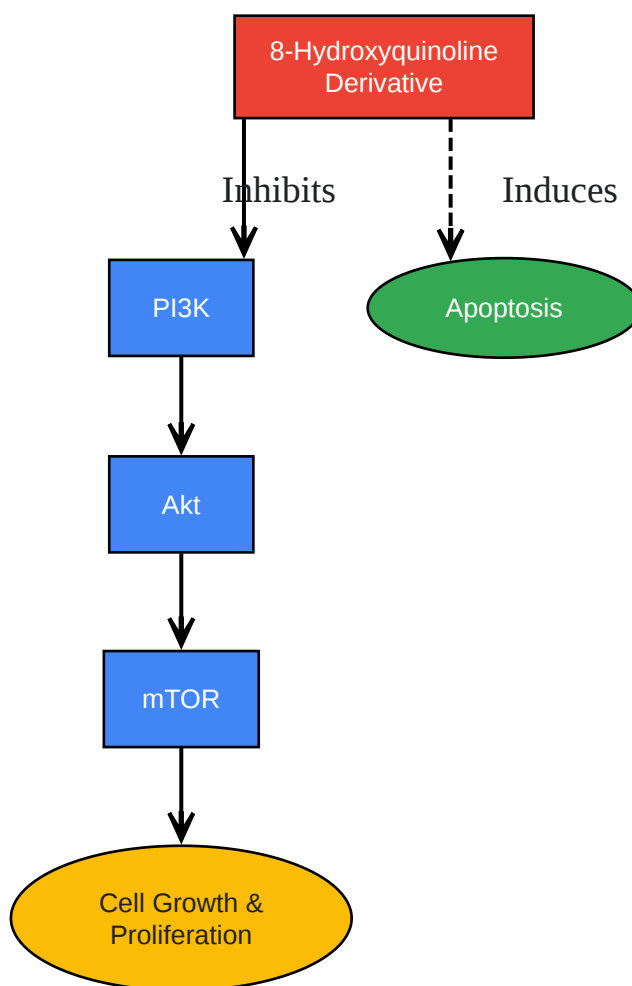 8-Hydroxyquinoline
Derivative
Inhibits
Induces
PI3K
Apoptosis
Akt
mTOR
Cell Growth &
Proliferation